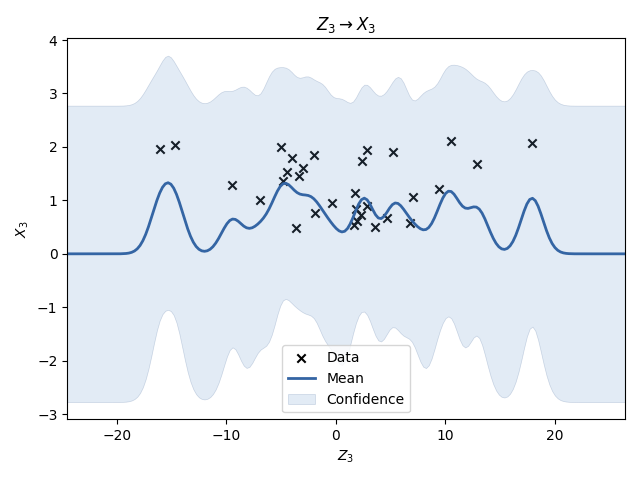 Z₃ → X₃
4
3
2
1
0
−1
−2
−3
X₃
−20
−10
0
10
20
Z₃
Data
Mean
Confidence